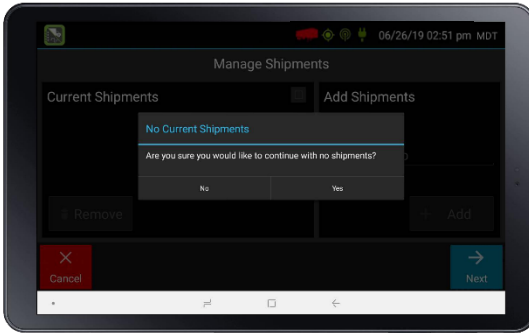 06/26/19 02:51 pm MDT
Manage Shipments
Current Shipments
Add Shipments
No Current Shipments
Are you sure you would like to continue with no shipments?
No
Yes
Remove
+ Add
Cancel
Next